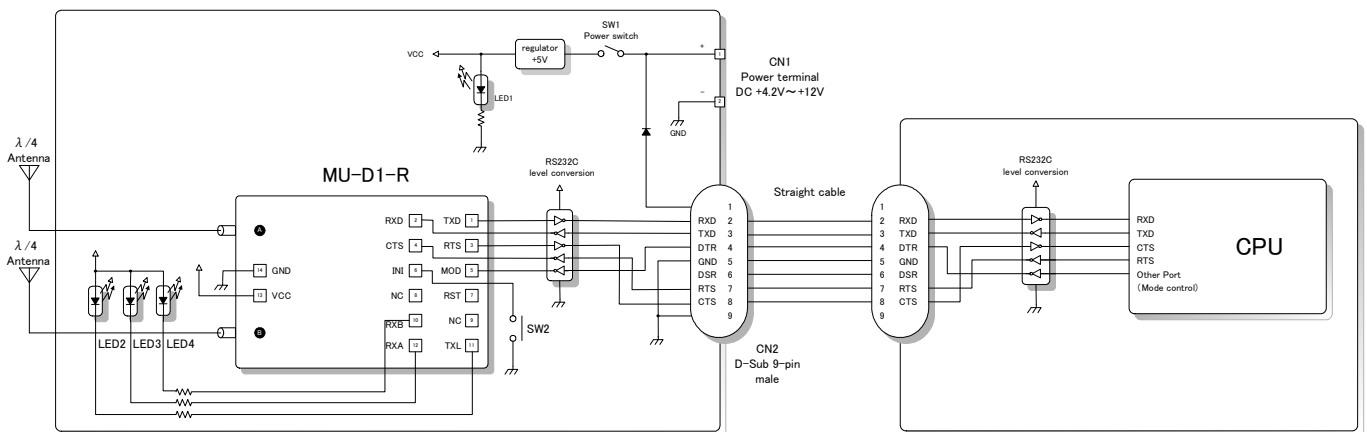 SW1
Power switch
VCC
regulator
+5V
+
1
CN1
Power terminal
DC +4.2V～+12V
LED1
-
2
GND
λ/4
Antenna
MU-D1-R
RS232C
level conversion
Straight cable
RS232C
level conversion
λ/4
Antenna
A
B
14 GND
13 VCC
RXD 2 TXD 1
CTS 4 RTS 3
INI 6 MOD 5
NC 8 RST 7
RXB 10 NC 9
RXA 12 TXL 11
LED2 LED3 LED4
SW2
1
RXD 2
TXD 3
DTR 4
GND 5
DSR 6
RTS 7
CTS 8
9
CN2
D-Sub 9-pin
male
1
2 RXD
3 TXD
4 DTR
5 GND
6 DSR
7 RTS
8 CTS
9
RXD
TXD
CTS
RTS
Other Port
(Mode control)
CPU